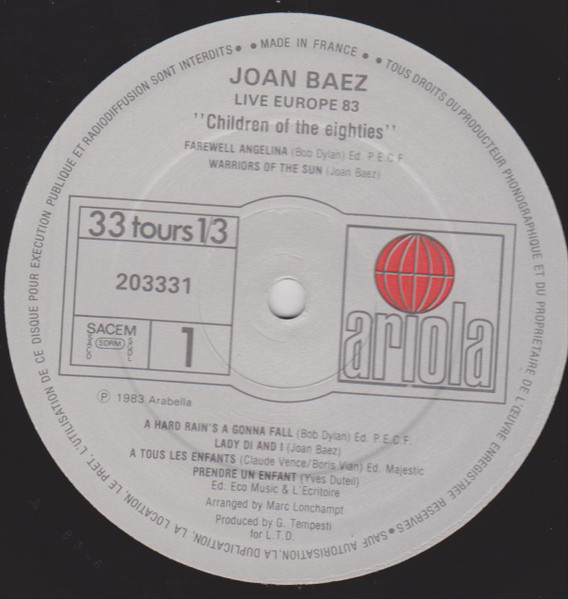 • MADE IN FRANCE •
• TOUS DROITS DU PRODUCTEUR PHONOGRAPHIQUE ET DU PROPRIETAIRE DE L'ŒUVRE ENREGISTREE RESERVES • SAUF AUTORISATION, LA DUPLICATION, LA LOCATION, LE PRET, L'UTILISATION DE CE DISQUE POUR EXECUTION PUBLIQUE ET RADIODIFFUSION SONT INTERDITS •
JOAN BAEZ
LIVE EUROPE 83
''Children of the eighties''
FAREWELL ANGELINA (Bob Dylan) Ed. P.E.C.F.
WARRIORS OF THE SUN (Joan Baez)
33 tours 1/3
203331
SACEM
SACD SDRM SGDL
1
ariola
℗ 1983 Arabella
A HARD RAIN'S A GONNA FALL (Bob Dylan) Ed. P.E.C.F.
LADY DI AND I (Joan Baez)
A TOUS LES ENFANTS (Claude Vence/Boris Vian) Ed. Majestic
PRENDRE UN ENFANT (Yves Duteil)
Ed. Eco Music & L'Ecritoire
Arranged by Marc Lonchampt
Produced by G. Tempesti
for L.T.D.